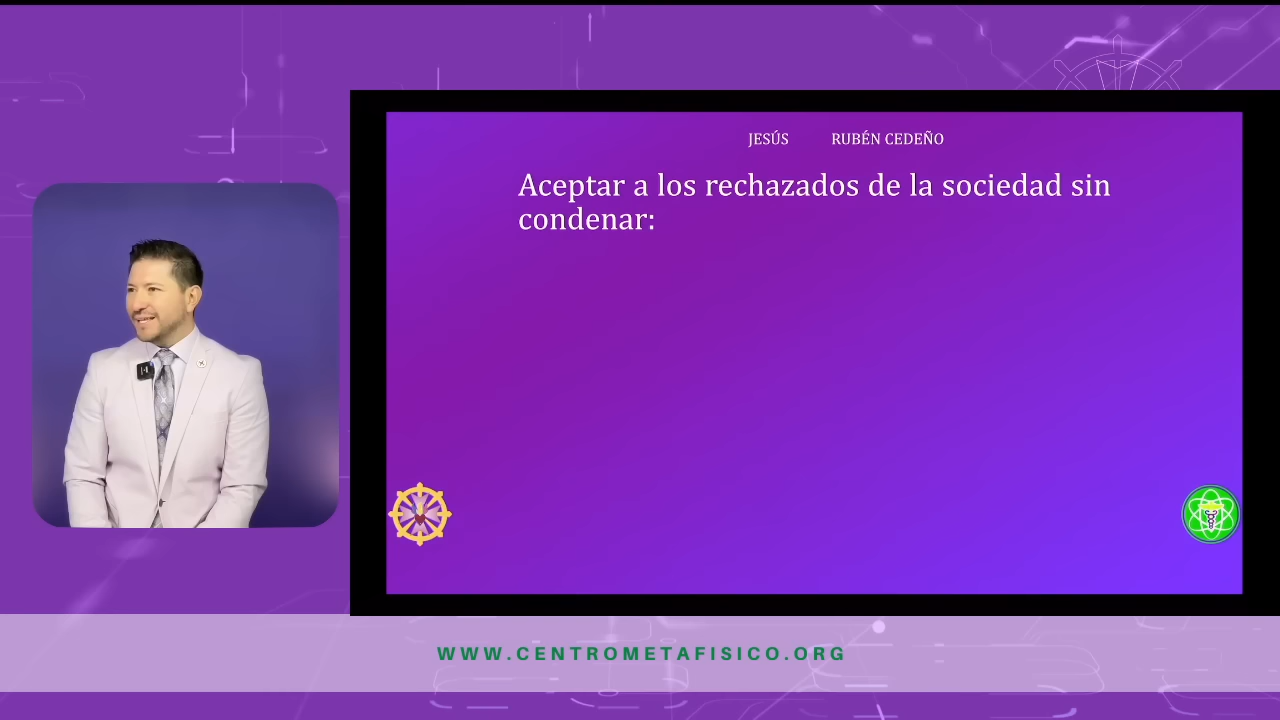 JESÚS RUBÉN CEDEÑO
Aceptar a los rechazados de la sociedad sin
condenar:
WWW.CENTROMETAFISICO.ORG